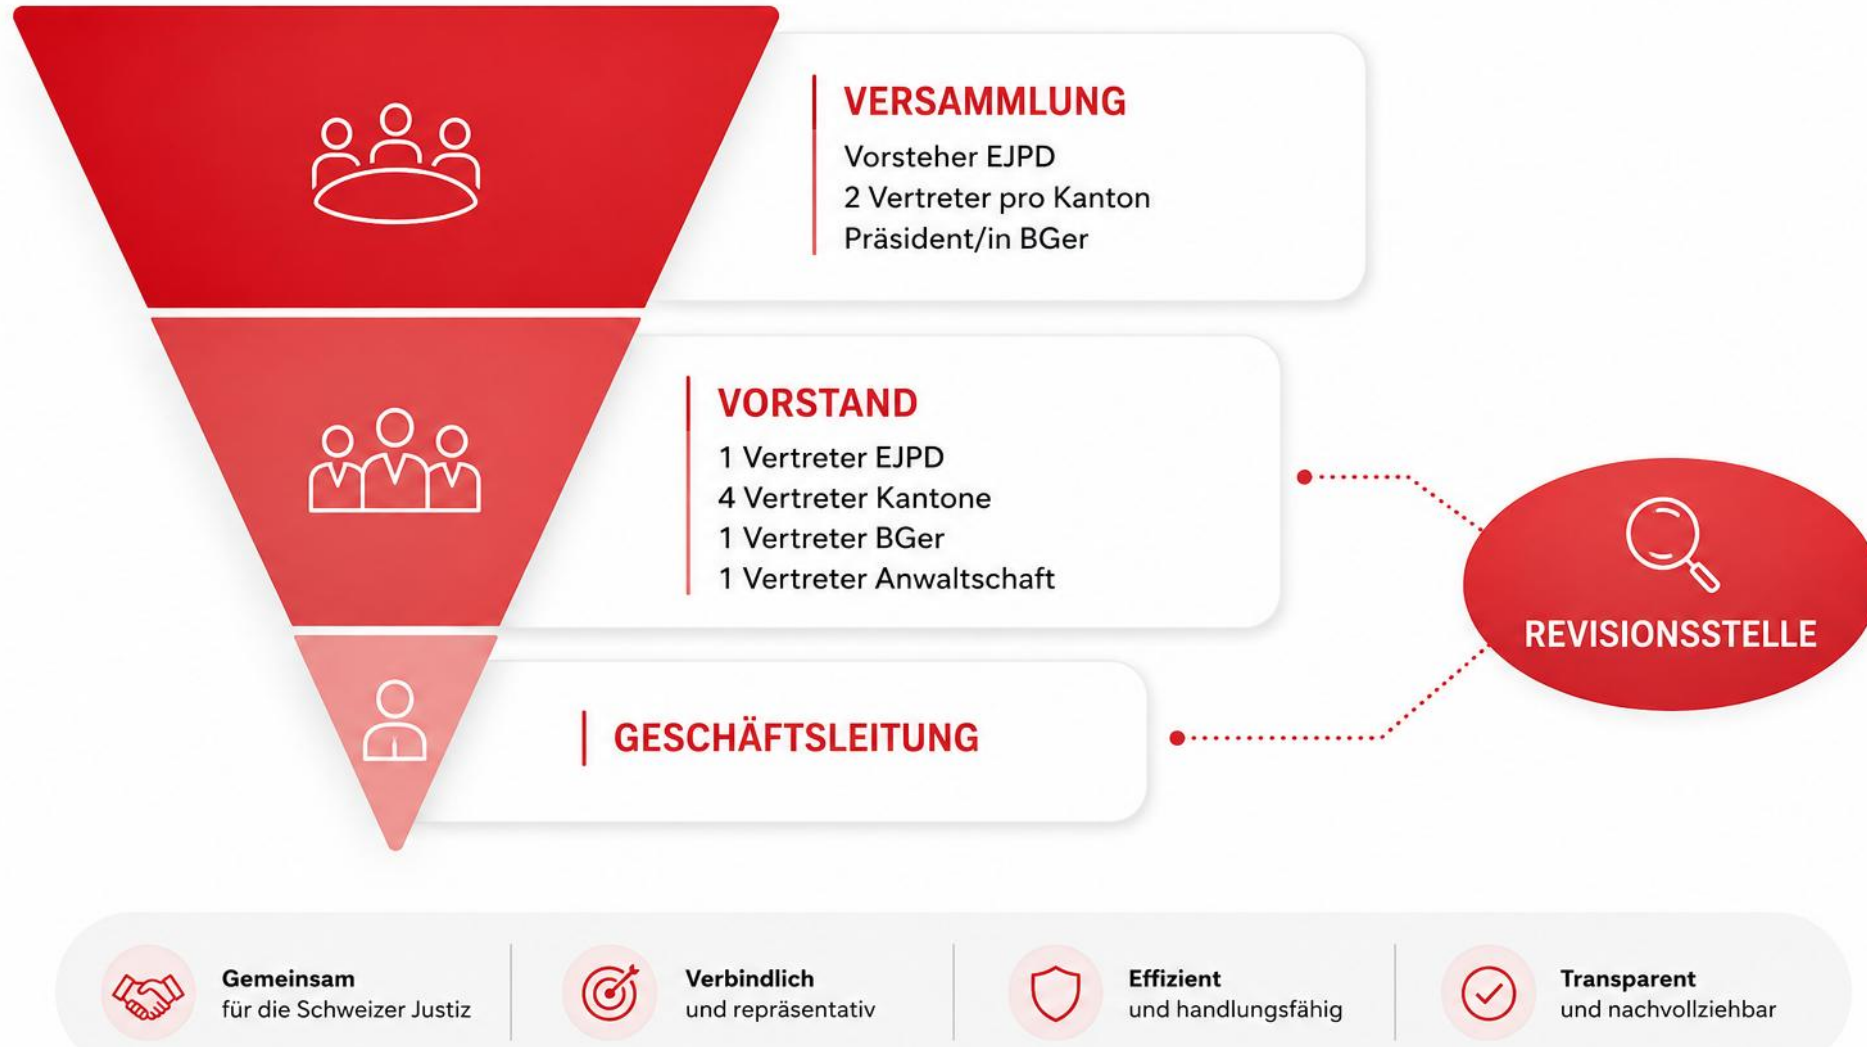 VERSAMMLUNG
Vorsteher EJPD
2 Vertreter pro Kanton
Präsident/in BGer
VORSTAND
1 Vertreter EJPD
4 Vertreter Kantone
1 Vertreter BGer
1 Vertreter Anwaltschaft
REVISIONSSTELLE
GESCHÄFTSLEITUNG
Gemeinsam
für die Schweizer Justiz
Verbindlich
und repräsentativ
Effizient
und handlungsfähig
Transparent
und nachvollziehbar